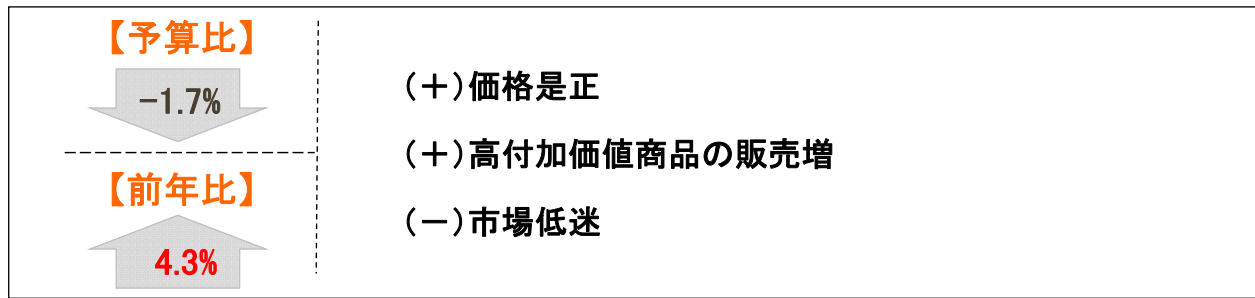 【予算比】
-1.7%
【前年比】
4.3%
(＋)価格是正
(＋)高付加価値商品の販売増
(－)市場低迷